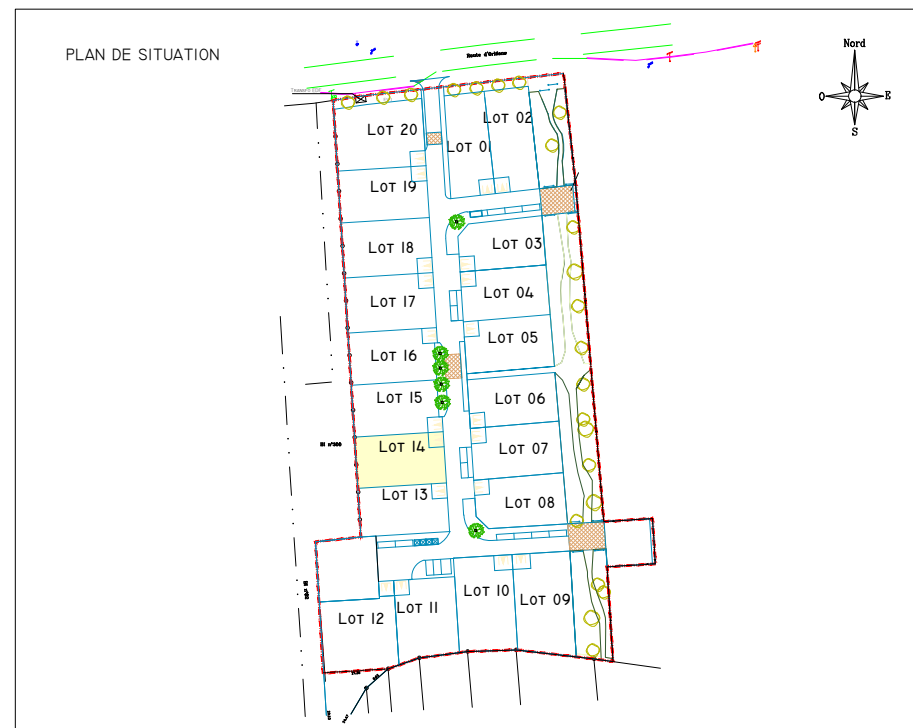 PLAN DE SITUATION
Route d'Orléans
Nord
O
E
S
LOT 20
LOT 01
LOT 02
LOT 19
LOT 18
LOT 03
LOT 17
LOT 04
LOT 16
LOT 05
LOT 15
LOT 06
LOT 14
LOT 07
LOT 13
LOT 08
LOT 12
LOT 11
LOT 10
LOT 09